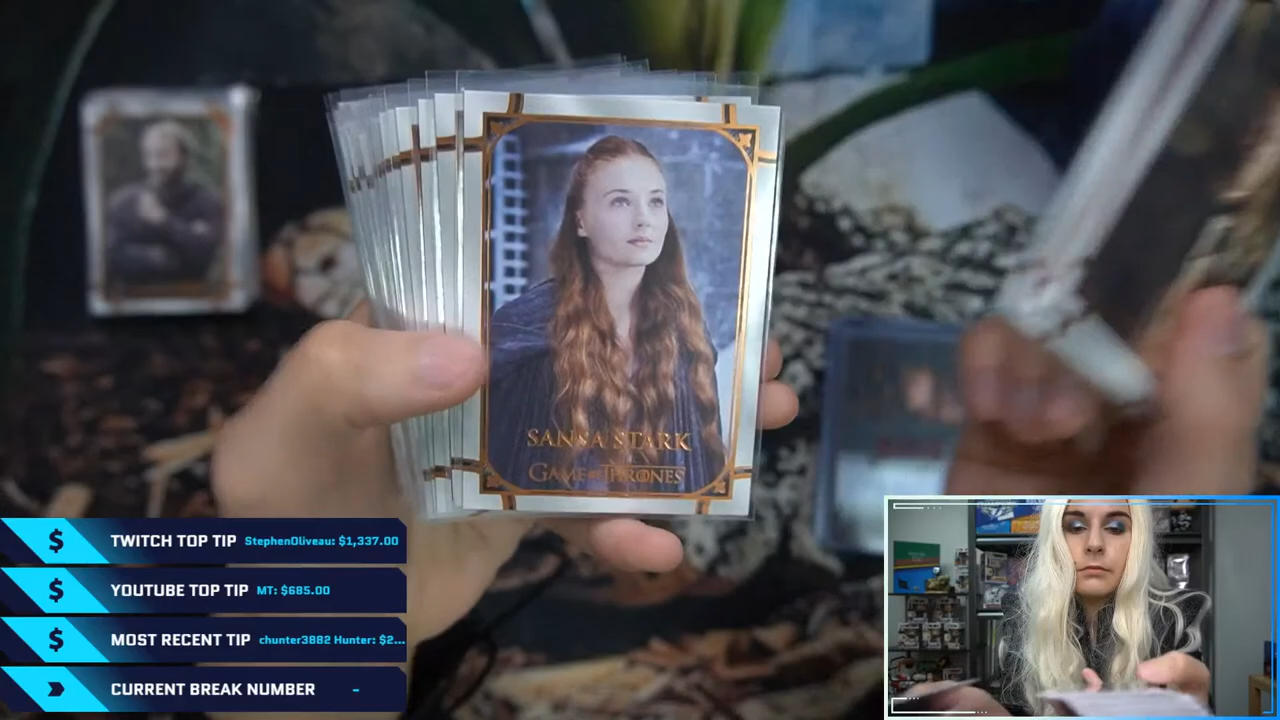 SANSA STARK
GAME OF THRONES
TWITCH TOP TIP StephenOliveau: $1,337.00
YOUTUBE TOP TIP MT: $685.00
MOST RECENT TIP chunter3882 Hunter: $2...
CURRENT BREAK NUMBER -